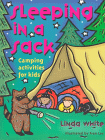 sleeping
in a
sack
camping
activities
for kids
Linda White